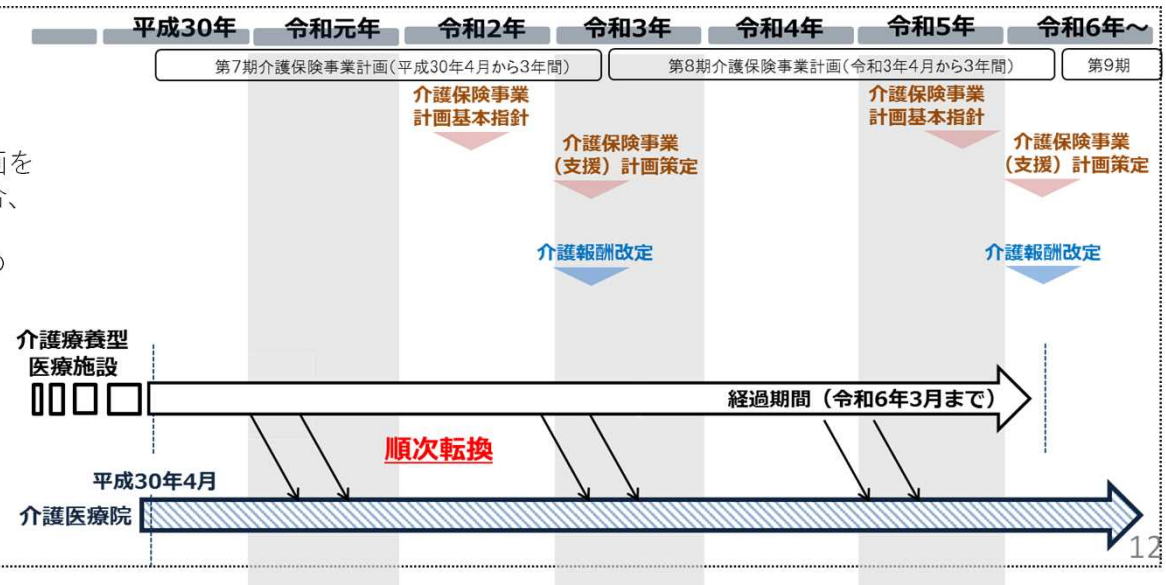 平成30年 令和元年 令和2年 令和3年 令和4年 令和5年 令和6年～
第7期介護保険事業計画(平成30年4月から3年間) 第8期介護保険事業計画(令和3年4月から3年間) 第9期
介護保険事業
計画基本指針
介護保険事業
計画基本指針
介護保険事業
（支援）計画策定
介護保険事業
（支援）計画策定
画を
、
介護報酬改定
介護報酬改定
の
介護療養型
医療施設
経過期間（令和6年3月まで）
順次転換
平成30年4月
介護医療院
12